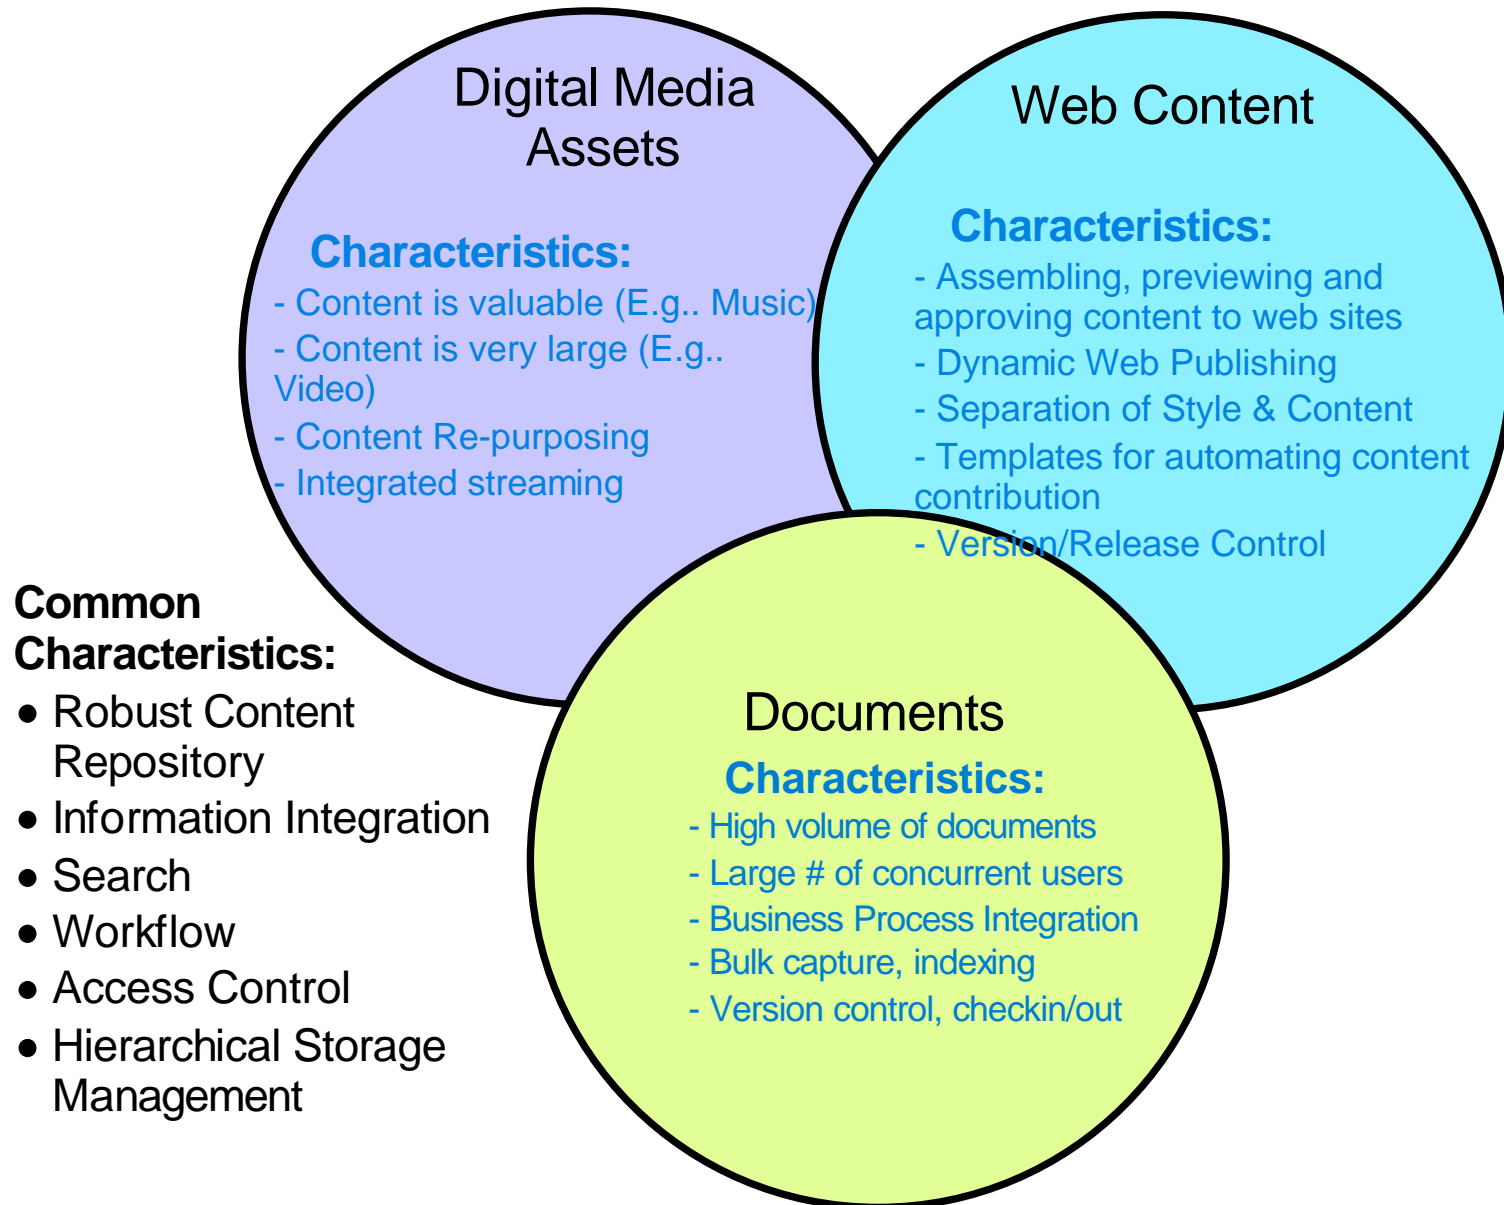 Digital Media
Assets
Characteristics:
- Content is valuable (E.g.. Music)
- Content is very large (E.g..
Video)
- Content Re-purposing
- Integrated streaming
Web Content
Characteristics:
- Assembling, previewing and
approving content to web sites
- Dynamic Web Publishing
- Separation of Style & Content
- Templates for automating content
contribution
- Version/Release Control
Common
Characteristics:
• Robust Content
Repository
• Information Integration
• Search
• Workflow
• Access Control
• Hierarchical Storage
Management
Documents
Characteristics:
- High volume of documents
- Large # of concurrent users
- Business Process Integration
- Bulk capture, indexing
- Version control, checkin/out